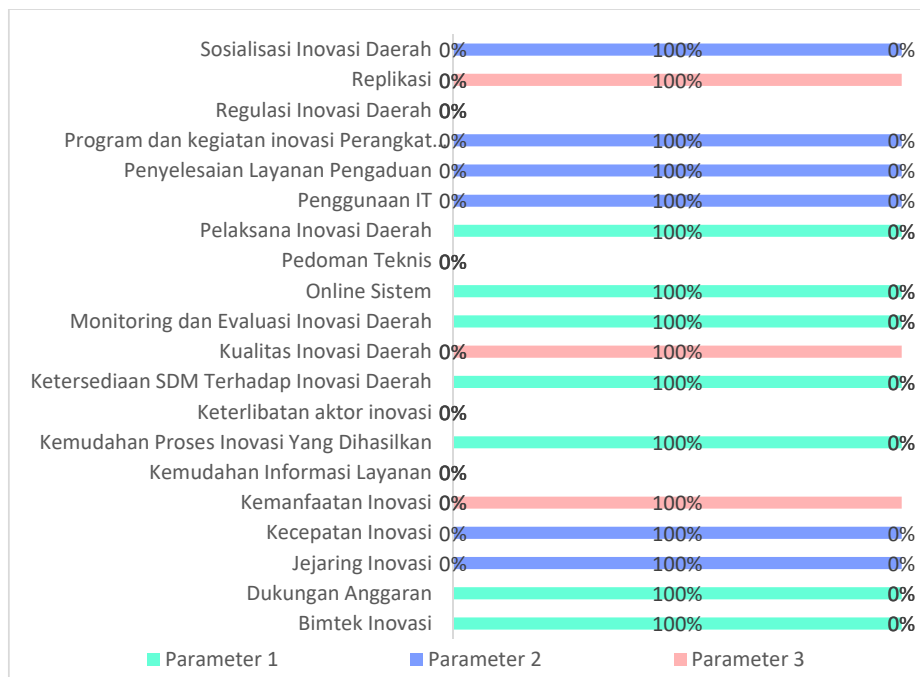 Sosialisasi Inovasi Daerah 0% 100% 0%
Replikasi 0% 100%
Regulasi Inovasi Daerah 0%
Program dan kegiatan inovasi Perangkat… 0% 100% 0%
Penyelesaian Layanan Pengaduan 0% 100% 0%
Penggunaan IT 0% 100% 0%
Pelaksana Inovasi Daerah 100% 0%
Pedoman Teknis 0%
Online Sistem 100% 0%
Monitoring dan Evaluasi Inovasi Daerah 100% 0%
Kualitas Inovasi Daerah 0% 100%
Ketersediaan SDM Terhadap Inovasi Daerah 100% 0%
Keterlibatan aktor inovasi 0%
Kemudahan Proses Inovasi Yang Dihasilkan 100% 0%
Kemudahan Informasi Layanan 0%
Kemanfaatan Inovasi 0% 100%
Kecepatan Inovasi 0% 100% 0%
Jejaring Inovasi 0% 100% 0%
Dukungan Anggaran 100% 0%
Bimtek Inovasi 100% 0%
Parameter 1 Parameter 2 Parameter 3